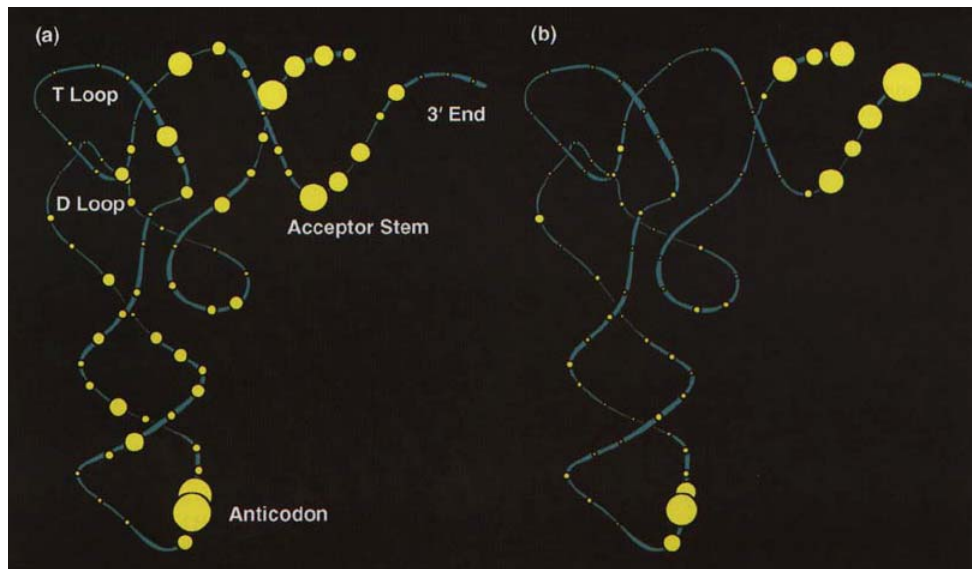 (a)
(b)
T Loop
3′ End
D Loop
Acceptor Stem
Anticodon